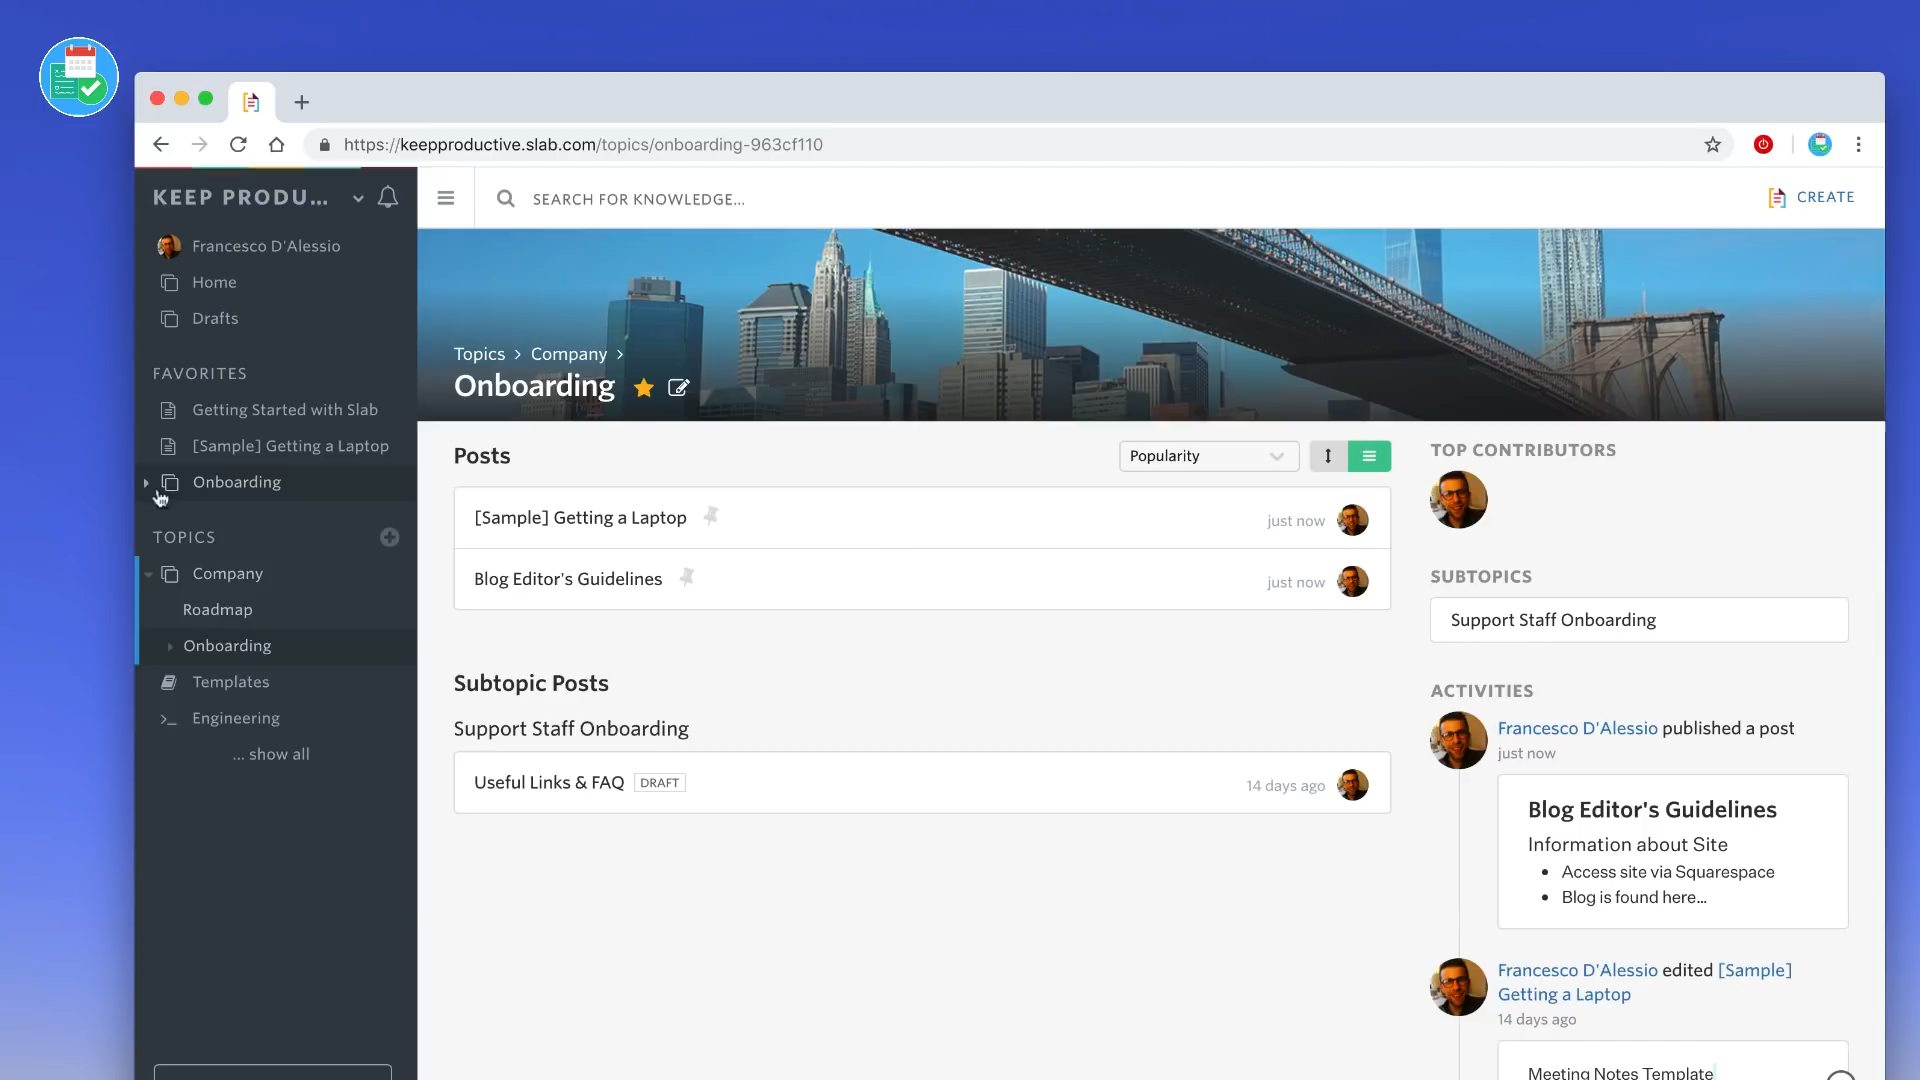 https://keepproductive.slab.com/topics/onboarding-963cf110
KEEP PRODU...
SEARCH FOR KNOWLEDGE...
CREATE
Francesco D'Alessio
Home
Drafts
FAVORITES
Getting Started with Slab
[Sample] Getting a Laptop
Onboarding
TOPICS
Company
Roadmap
Onboarding
Templates
Engineering
... show all
Topics > Company >
Onboarding
Posts
Popularity
[Sample] Getting a Laptop
just now
Blog Editor's Guidelines
just now
Subtopic Posts
Support Staff Onboarding
Useful Links & FAQ DRAFT
14 days ago
TOP CONTRIBUTORS
SUBTOPICS
Support Staff Onboarding
ACTIVITIES
Francesco D'Alessio published a post
just now
Blog Editor's Guidelines
Information about Site
• Access site via Squarespace
• Blog is found here...
Francesco D'Alessio edited [Sample]
Getting a Laptop
14 days ago
Meeting Notes Template